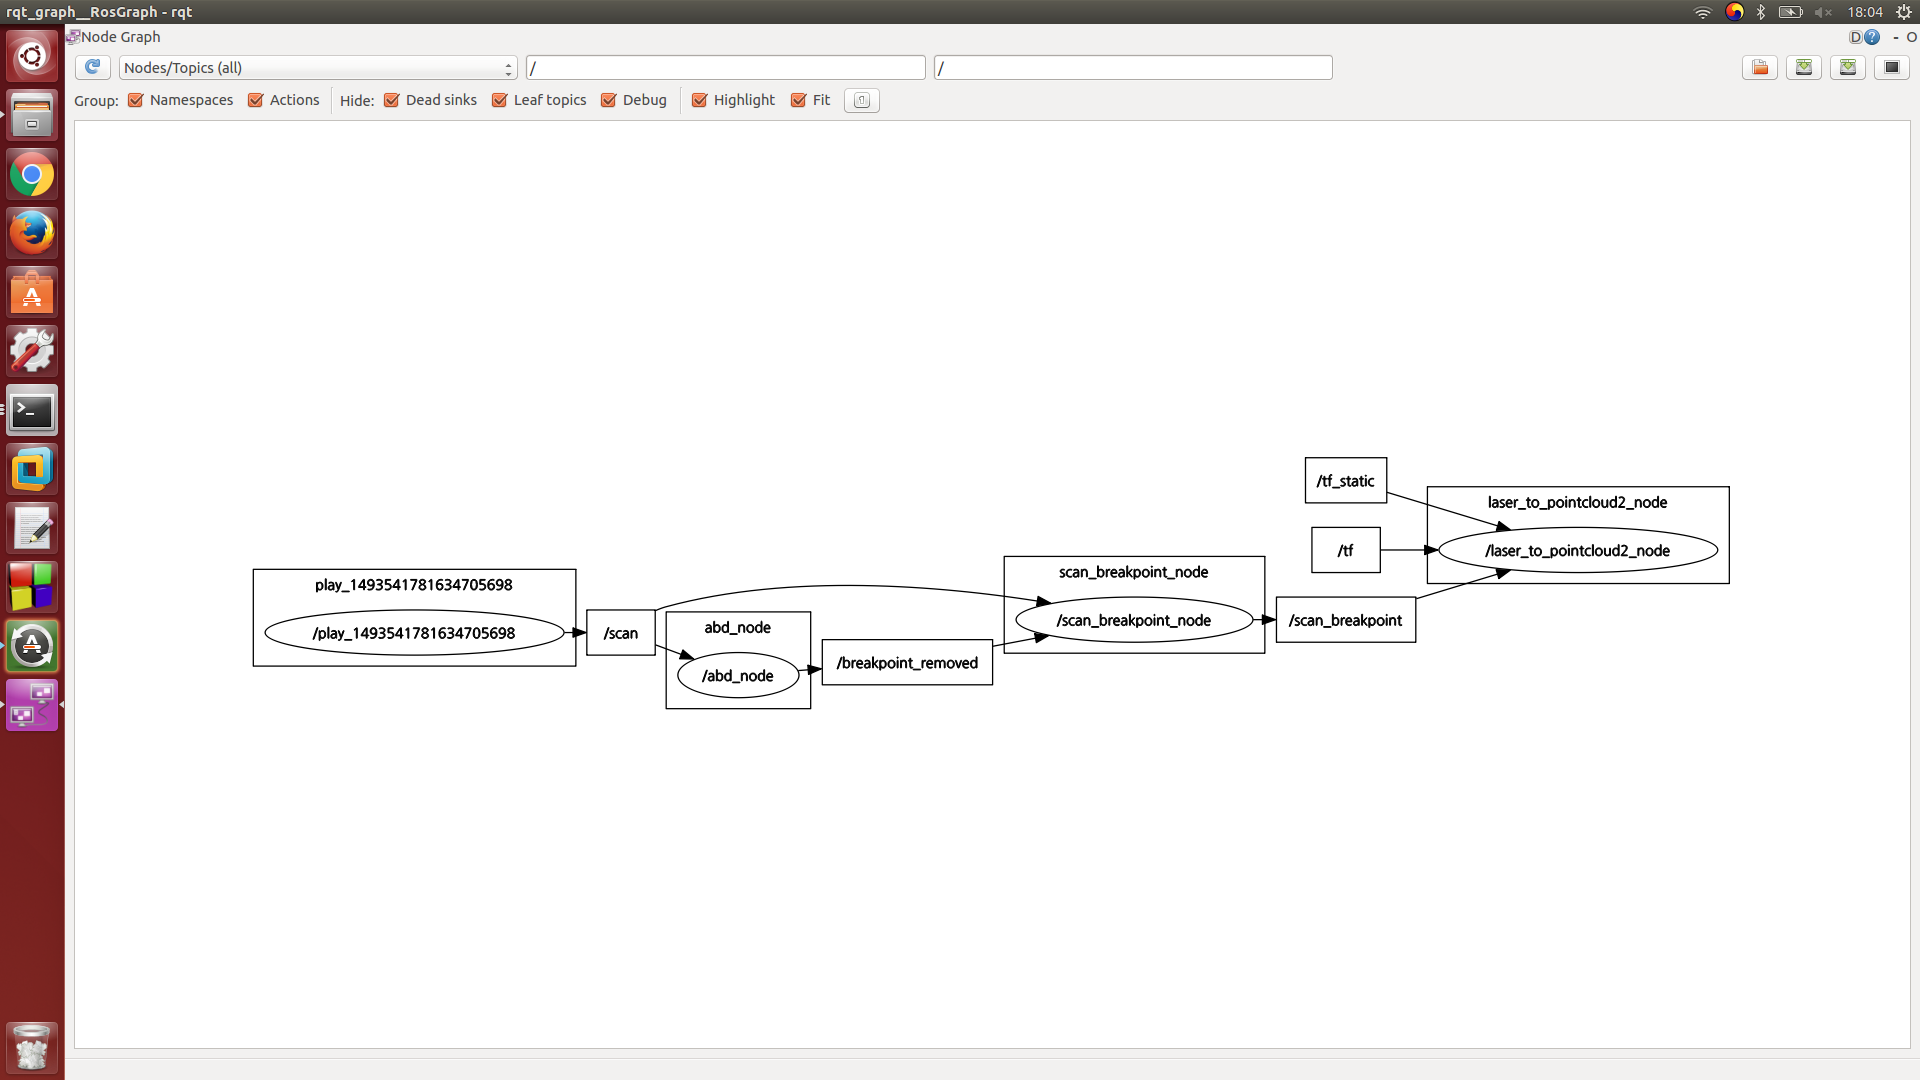 rqt_graph__RosGraph - rqt
18:04
Node Graph
D ? - O
Nodes/Topics (all)
/
/
Group: Namespaces Actions Hide: Dead sinks Leaf topics Debug Highlight Fit
/tf_static
laser_to_pointcloud2_node
/tf
/laser_to_pointcloud2_node
play_1493541781634705698
/play_1493541781634705698
/scan
abd_node
/abd_node
/breakpoint_removed
scan_breakpoint_node
/scan_breakpoint_node
/scan_breakpoint